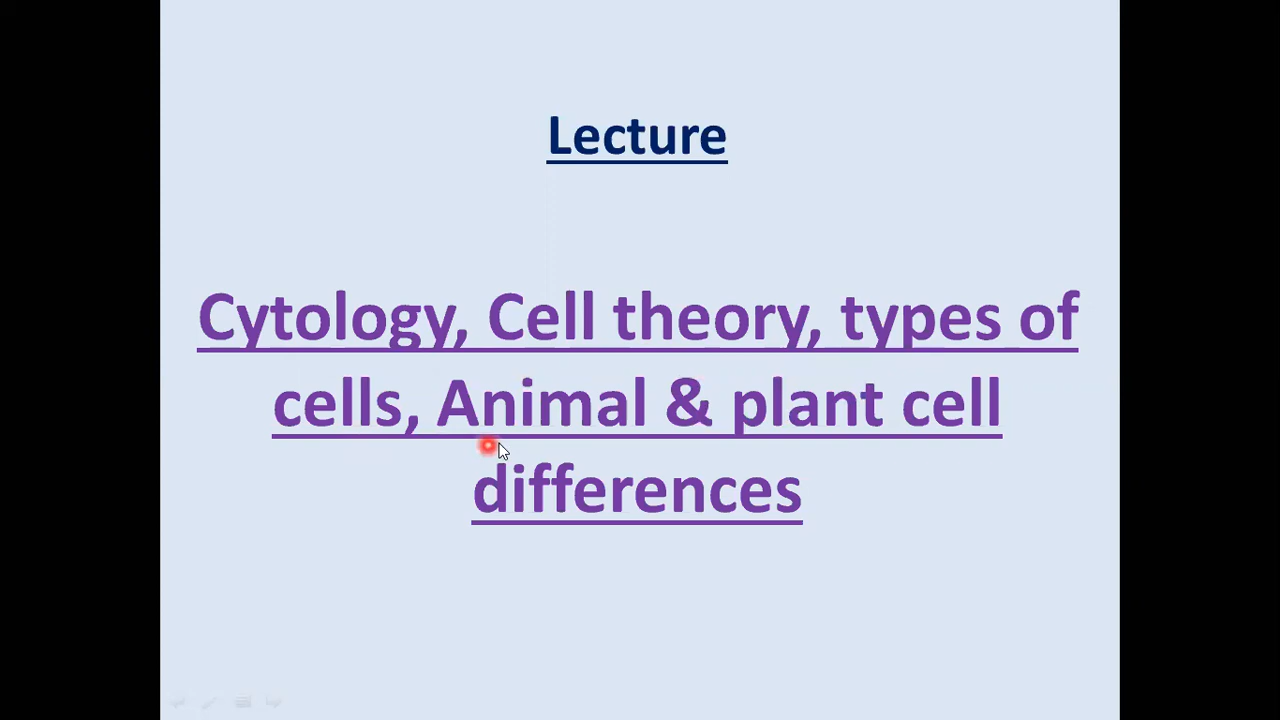 Lecture
Cytology, Cell theory, types of
cells, Animal & plant cell
differences